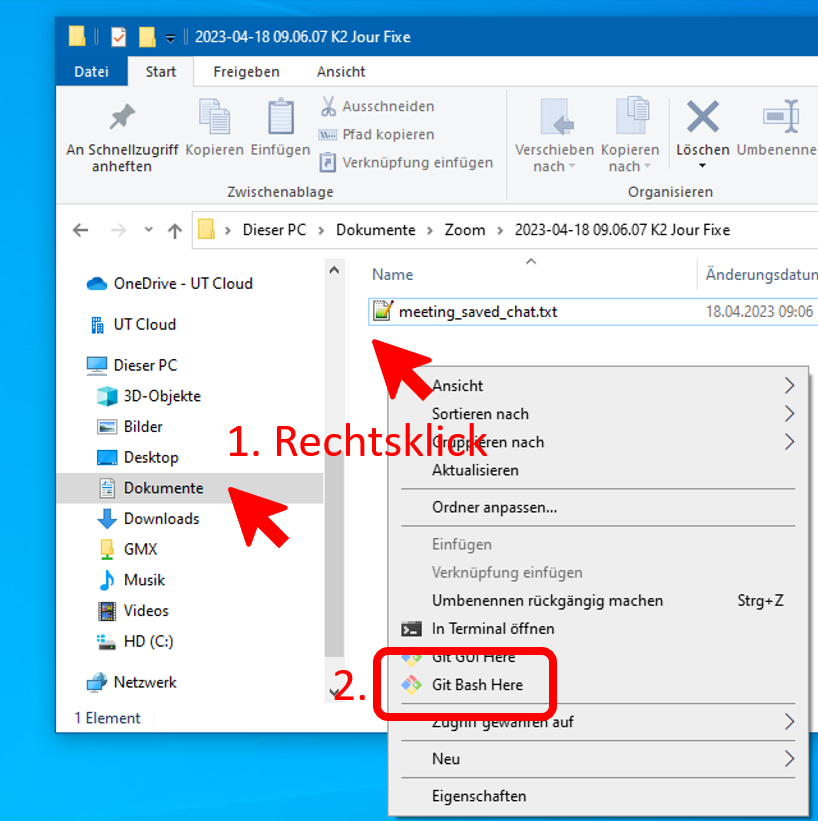 2023-04-18 09.06.07 K2 Jour Fixe
Datei Start Freigeben Ansicht
An Schnellzugriff anheften
Kopieren
Einfügen
Ausschneiden
Pfad kopieren
Verknüpfung einfügen
Zwischenablage
Verschieben nach
Kopieren nach
Löschen
Umbenenne
Organisieren
Dieser PC > Dokumente > Zoom > 2023-04-18 09.06.07 K2 Jour Fixe
OneDrive - UT Cloud
UT Cloud
Dieser PC
3D-Objekte
Bilder
Desktop
Dokumente
Downloads
GMX
Musik
Videos
HD (C:)
Netzwerk
1 Element
Name Änderungsdatun
meeting_saved_chat.txt 18.04.2023 09:06
1. Rechtsklick
Ansicht
Sortieren nach
Gruppieren nach
Aktualisieren
Ordner anpassen...
Einfügen
Verknüpfung einfügen
Umbenennen rückgängig machen Strg+Z
In Terminal öffnen
Git GUI Here
2. Git Bash Here
Zugriff gewähren auf
Neu
Eigenschaften